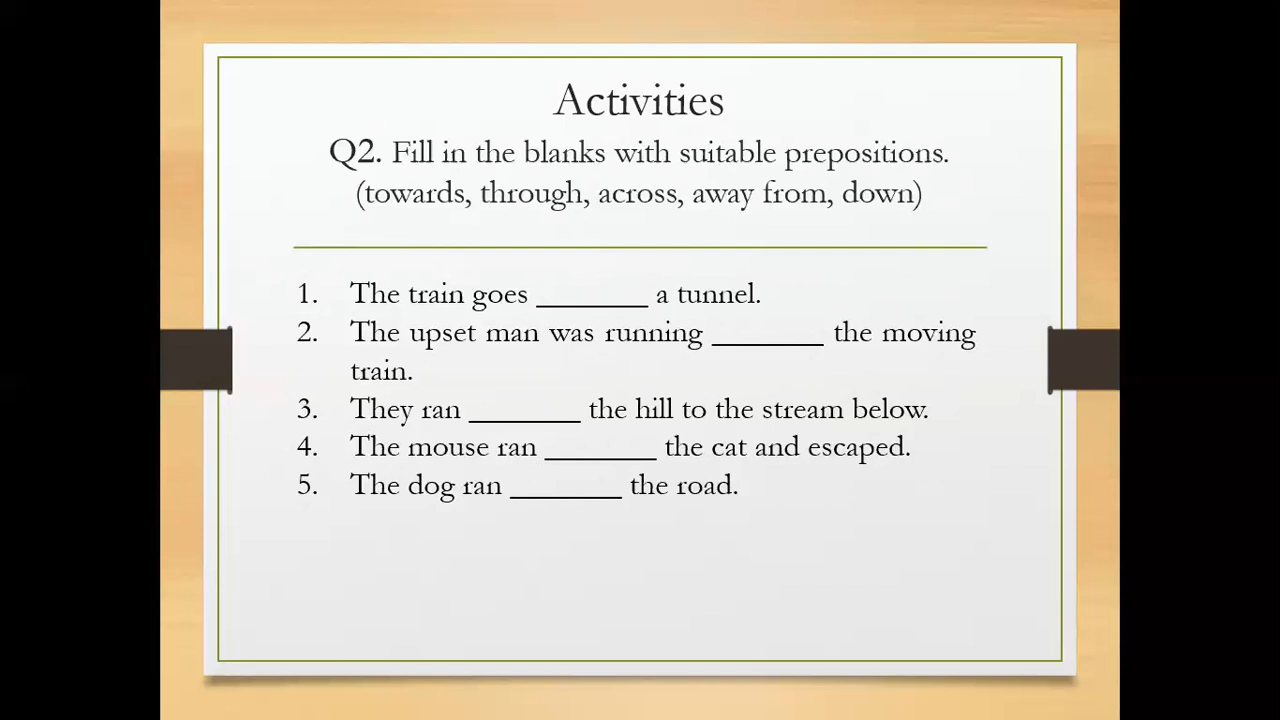 Activities
Q2. Fill in the blanks with suitable prepositions.
(towards, through, across, away from, down)
1. The train goes ________ a tunnel.
2. The upset man was running ________ the moving
train.
3. They ran ________ the hill to the stream below.
4. The mouse ran ________ the cat and escaped.
5. The dog ran ________ the road.